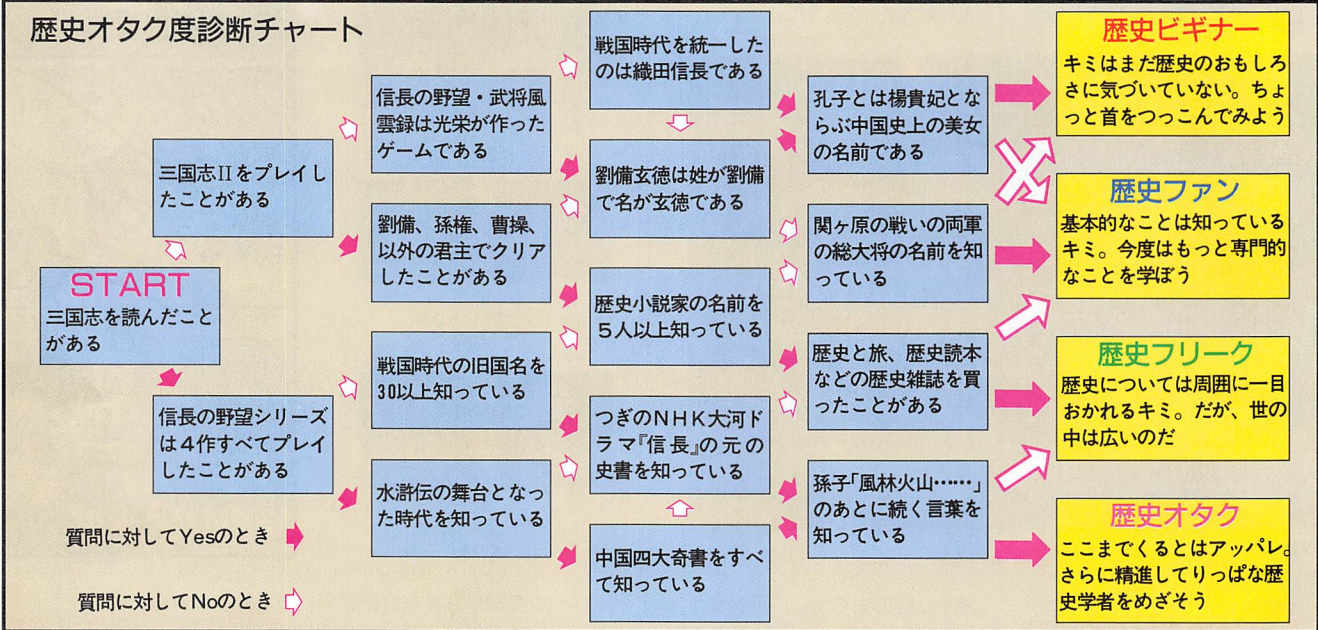 歴史オタク度診断チャート
START
三国志を読んだこと
がある
三国志Ⅱをプレイし
たことがある
信長の野望シリーズ
は4作すべてプレイ
したことがある
信長の野望・武将風
雲録は光栄が作った
ゲームである
劉備、孫権、曹操、
以外の君主でクリア
したことがある
戦国時代の旧国名を
30以上知っている
水滸伝の舞台となっ
た時代を知っている
戦国時代を統一した
のは織田信長である
劉備玄徳は姓が劉備
で名が玄徳である
歴史小説家の名前を
5人以上知っている
つぎのNHK大河ド
ラマ『信長』の元の
史書を知っている
中国四大奇書をすべ
て知っている
孔子とは楊貴妃とな
らぶ中国史上の美女
の名前である
関ヶ原の戦いの両軍
の総大将の名前を知
っている
歴史と旅、歴史読本
などの歴史雑誌を買
ったことがある
孫子「風林火山……」
のあとに続く言葉を
知っている
歴史ビギナー
キミはまだ歴史のおもしろ
さに気づいていない。ちょ
っと首をつっこんでみよう
歴史ファン
基本的なことは知っている
キミ。今度はもっと専門的
なことを学ぼう
歴史フリーク
歴史については周囲に一目
おかれるキミ。だが、世の
中は広いのだ
歴史オタク
ここまでくるとはアッパレ。
さらに精進してりっぱな歴
史学者をめざそう
質問に対してYesのとき
質問に対してNoのとき